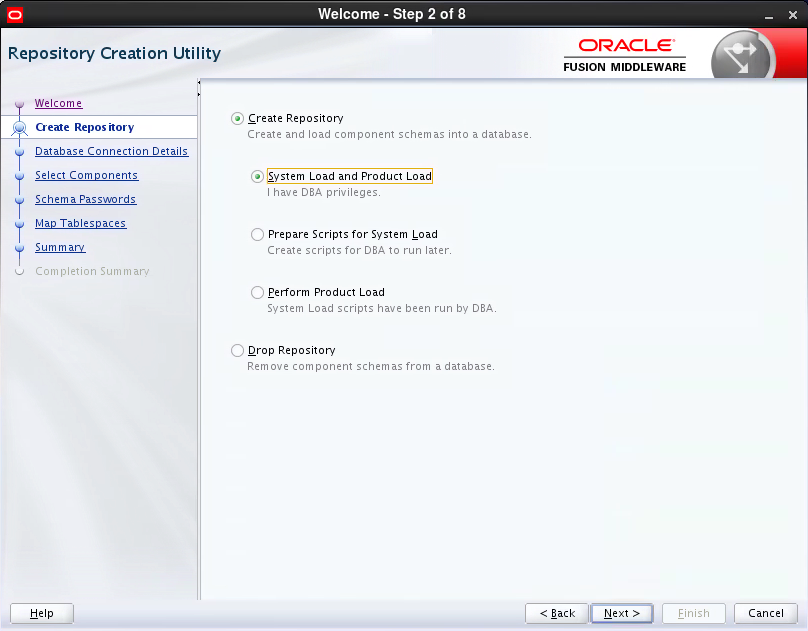 Welcome - Step 2 of 8
Repository Creation Utility
ORACLE
FUSION MIDDLEWARE
Welcome
Create Repository
Database Connection Details
Select Components
Schema Passwords
Map Tablespaces
Summary
Completion Summary
Create Repository
Create and load component schemas into a database.
System Load and Product Load
I have DBA privileges.
Prepare Scripts for System Load
Create scripts for DBA to run later.
Perform Product Load
System Load scripts have been run by DBA.
Drop Repository
Remove component schemas from a database.
Help
< Back
Next >
Finish
Cancel